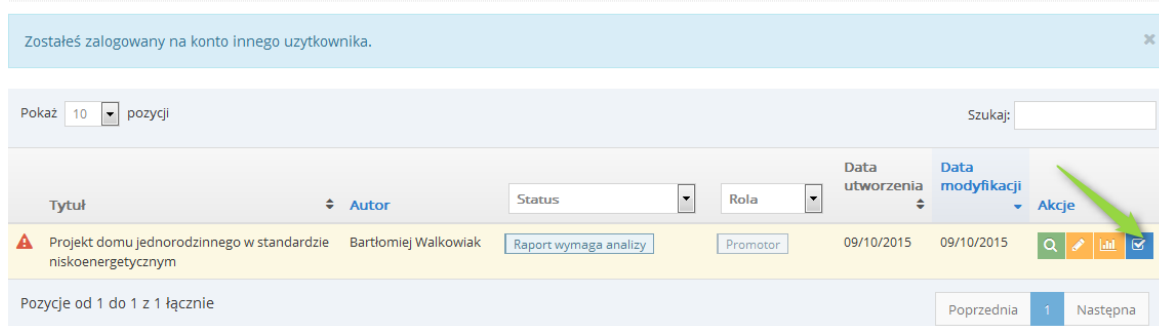 Zostałeś zalogowany na konto innego uzytkownika.
×
Pokaż 10 pozycji
Szukaj:
Tytuł
Autor
Status
Rola
Data
utworzenia
Data
modyfikacji
Akcje
Projekt domu jednorodzinnego w standardzie
niskoenergetycznym
Bartłomiej Walkowiak
Raport wymaga analizy
Promotor
09/10/2015
09/10/2015
Pozycje od 1 do 1 z 1 łącznie
Poprzednia 1 Następna